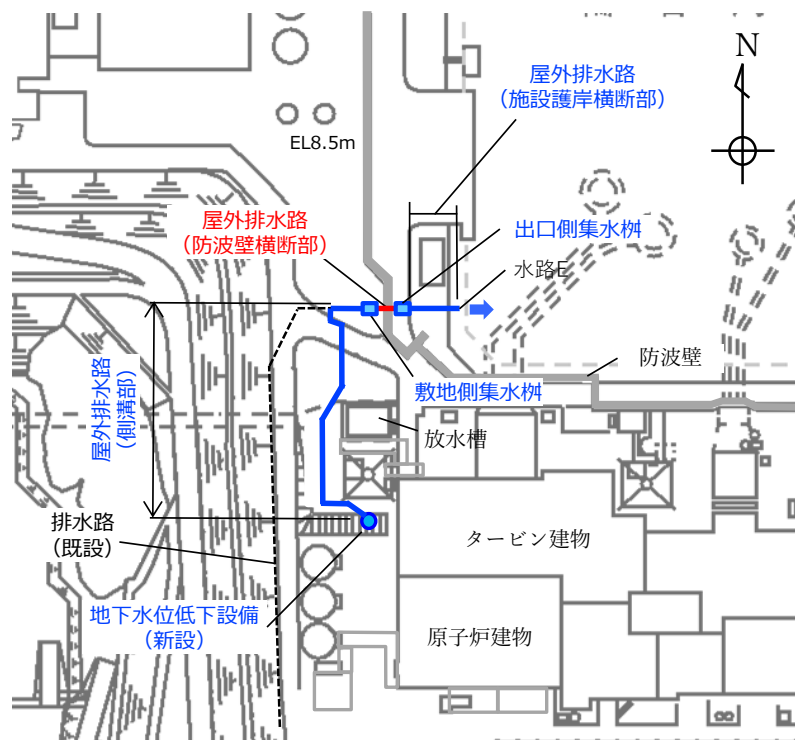 屋外排水路
(施設護岸横断部)
N
EL8.5m
屋外排水路
(防波壁横断部)
出口側集水桝
水路E
防波壁
敷地側集水桝
屋外排水路
(側溝部)
放水槽
排水路
(既設)
タービン建物
地下水位低下設備
(新設)
原子炉建物